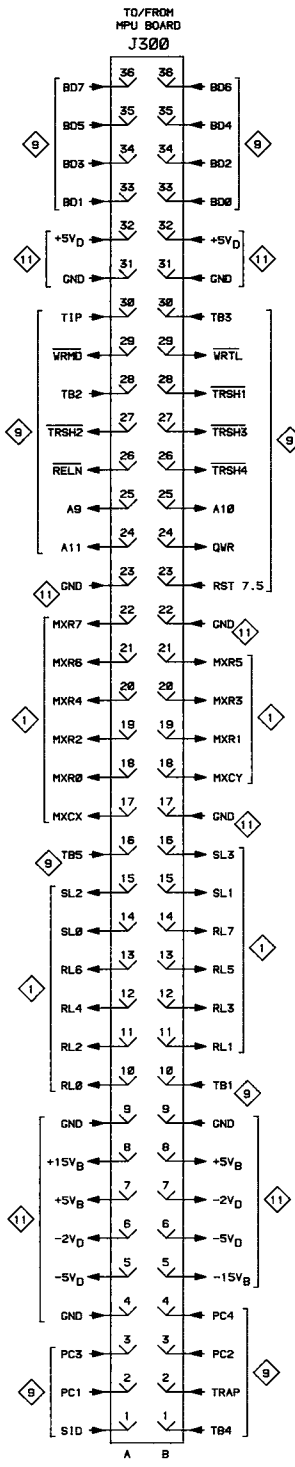 TO/FROM
MPU BOARD
J300
BD7 36 36 BD6
BD5 35 35 BD4
9 9
BD3 34 34 BD2
BD1 33 33 BD0
+5VD 32 32 +5VD
11 11
GND 31 31 GND
TIP 30 30 TB3
W̅R̅M̅D̅ 29 29 W̅R̅T̅L̅
TB2 28 28 T̅R̅S̅H̅1̅
9 T̅R̅S̅H̅2̅ 27 27 T̅R̅S̅H̅3̅ 9
R̅E̅L̅N̅ 26 26 T̅R̅S̅H̅4̅
A9 25 25 A10
A11 24 24 QWR
11 GND 23 23 RST 7.5
MXR7 22 22 GND 11
MXR6 21 21 MXR5
MXR4 20 20 MXR3
1 1
MXR2 19 19 MXR1
MXR0 18 18 MXCY
MXCX 17 17 GND 11
9 TB5 16 16 SL3
SL2 15 15 SL1
SL0 14 14 RL7
RL6 13 13 RL5
1 1
RL4 12 12 RL3
RL2 11 11 RL1
RL0 10 10 TB1 9
GND 9 9 GND
+15VB 8 8 +5VB
+5VB 7 7 -2VD
11 11
-2VD 6 6 -5VD
-5VD 5 5 -15VB
GND 4 4 PC4
PC3 3 3 PC2
9 PC1 2 2 TRAP 9
SID 1 1 TB4
A B